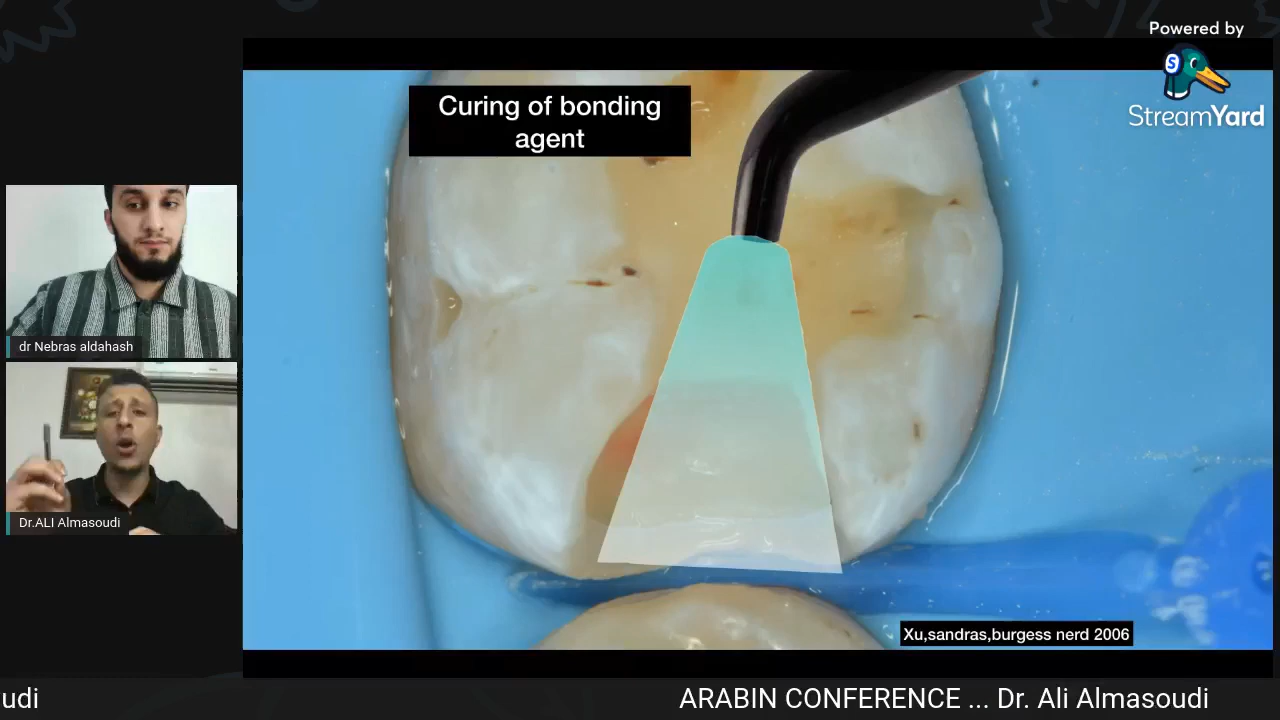 Powered by
S
StreamYard
Curing of bonding
agent
dr Nebras aldahash
Dr.ALI Almasoudi
Xu,sandras,burgess nerd 2006
udi
ARABIN CONFERENCE ... Dr. Ali Almasoudi